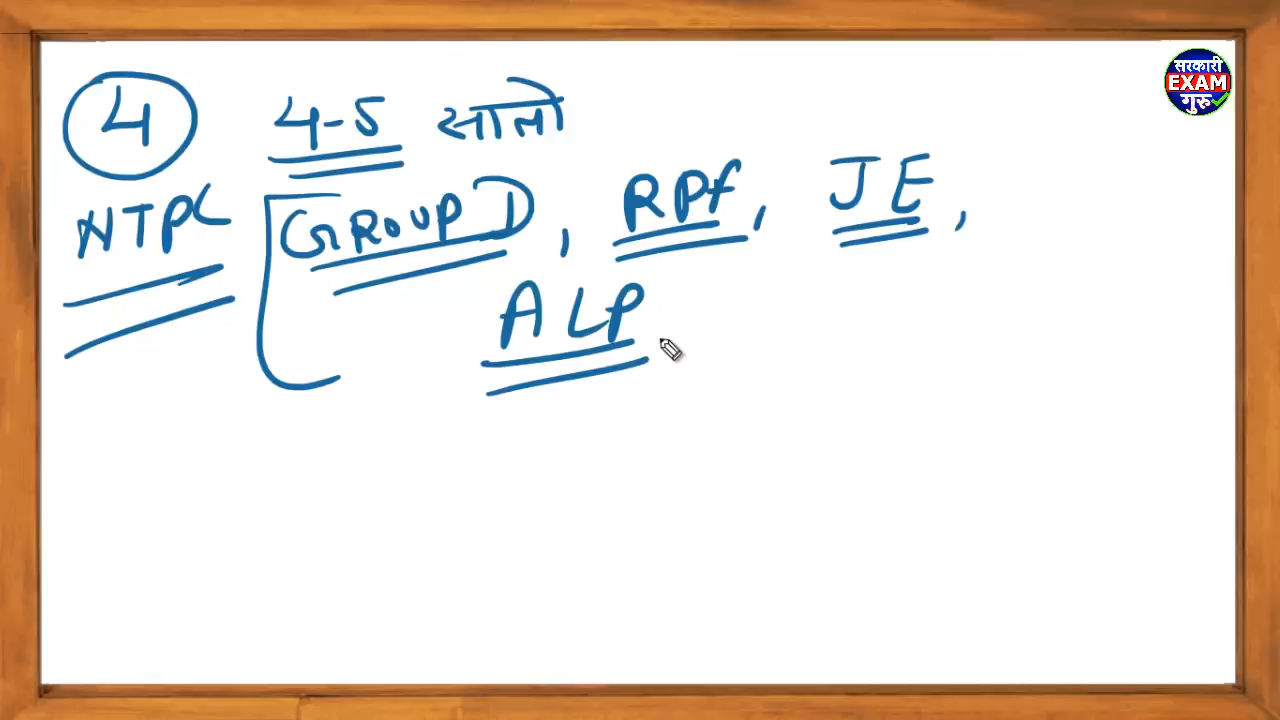 सरकारी
EXAM
गुरु
4 4-5 सालो
NTPC GROUP D, RPf, JE,
ALP